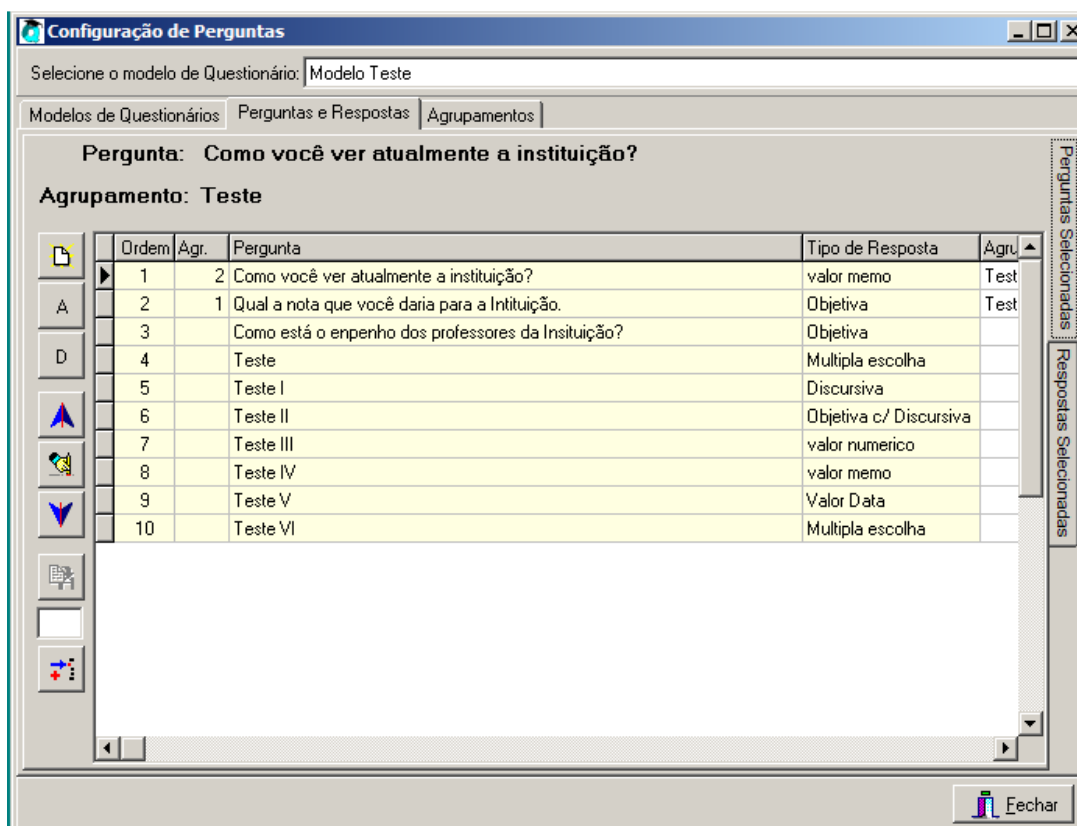 Configuração de Perguntas
Selecione o modelo de Questionário: Modelo Teste
Modelos de Questionários Perguntas e Respostas Agrupamentos
Pergunta: Como você ver atualmente a instituição?
Agrupamento: Teste
Ordem Agr. Pergunta Tipo de Resposta Agru
1 2 Como você ver atualmente a instituição? valor memo Test
A 2 1 Qual a nota que você daria para a Intituição. Objetiva Test
3 Como está o enpenho dos professores da Insituição? Objetiva
D 4 Teste Multipla escolha
5 Teste I Discursiva
6 Teste II Objetiva c/ Discursiva
7 Teste III valor numerico
8 Teste IV valor memo
9 Teste V Valor Data
10 Teste VI Multipla escolha
Perguntas Selecionadas
Respostas Selecionadas
Fechar